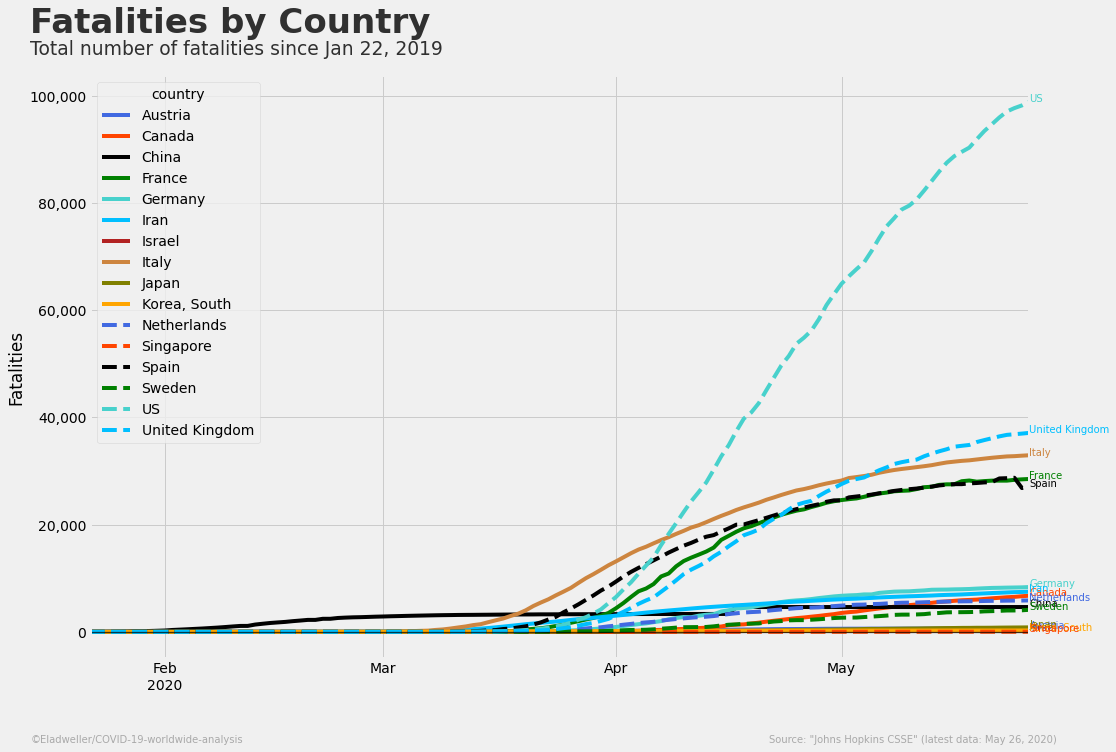 Fatalities by Country
Total number of fatalities since Jan 22, 2019
country
Austria
Canada
China
France
Germany
Iran
Israel
Italy
Japan
Korea, South
Netherlands
Singapore
Spain
Sweden
US
United Kingdom
Fatalities
100,000
80,000
60,000
40,000
20,000
0
Feb
2020
Mar
Apr
May
US
United Kingdom
Italy
France
Spain
Germany
Iran
Canada
Netherlands
China
Sweden
©Eladweller/COVID-19-worldwide-analysis
Source: "Johns Hopkins CSSE" (latest data: May 26, 2020)